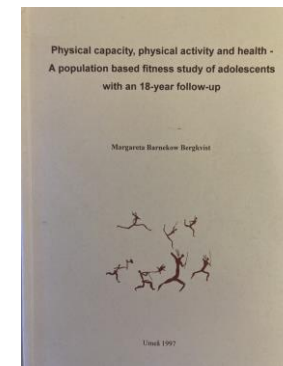 Physical capacity, physical activity and health -
A population based fitness study of adolescents
with an 18-year follow-up
Margareta Barnekow Bergkvist
Umeå 1997